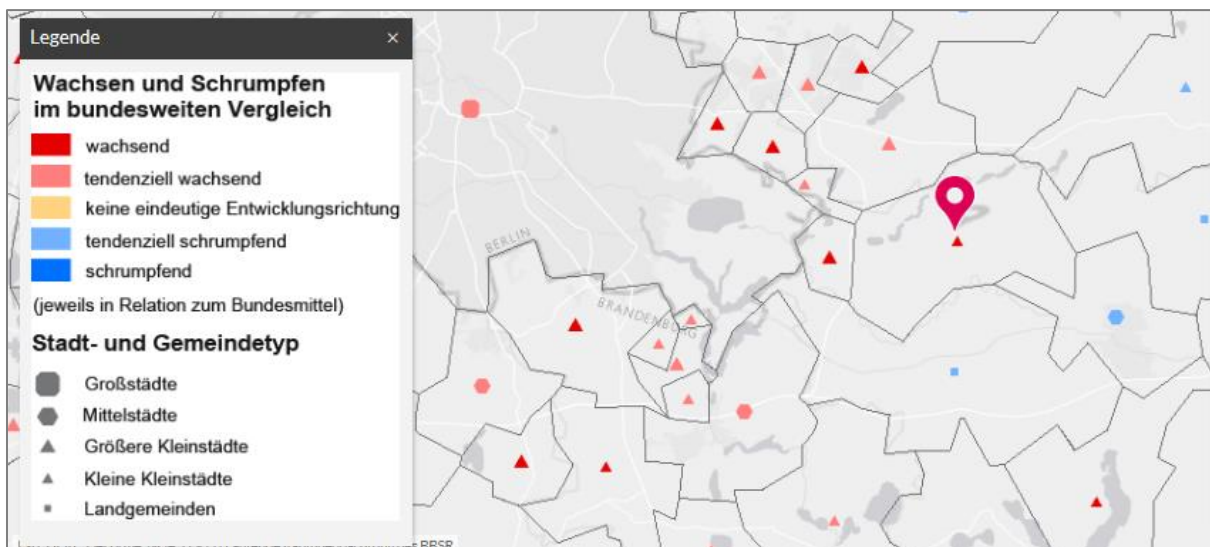 Legende ×
Wachsen und Schrumpfen
im bundesweiten Vergleich
wachsend
tendenziell wachsend
keine eindeutige Entwicklungsrichtung
tendenziell schrumpfend
schrumpfend
(jeweils in Relation zum Bundesmittel)
Stadt- und Gemeindetyp
Großstädte
Mittelstädte
Größere Kleinstädte
Kleine Kleinstädte
Landgemeinden
BERLIN
BRANDENBURG
BBSR